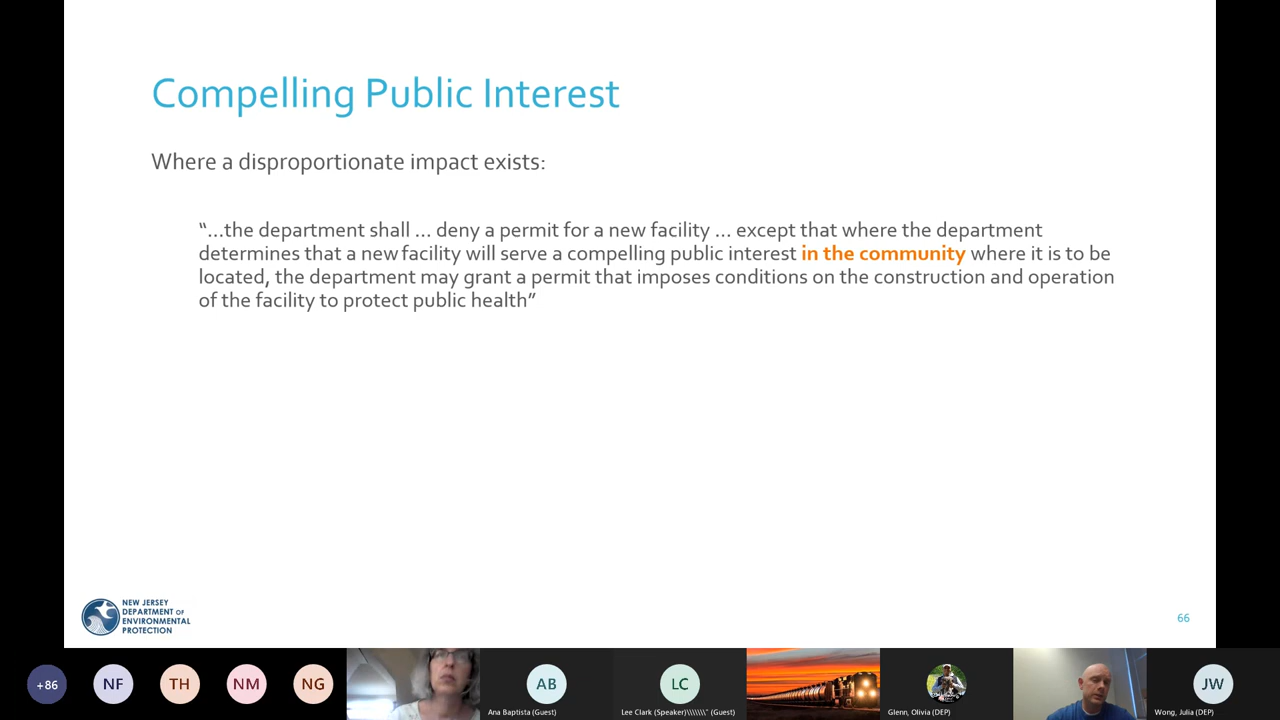 Compelling Public Interest
Where a disproportionate impact exists:
“...the department shall ... deny a permit for a new facility ... except that where the department
determines that a new facility will serve a compelling public interest in the community where it is to be
located, the department may grant a permit that imposes conditions on the construction and operation
of the facility to protect public health”
NEW JERSEY
DEPARTMENT OF
ENVIRONMENTAL
PROTECTION
66
+86
NF
TH
NM
NG
AB
Ana Baptista (Guest)
LC
Lee Clark (Speaker)\\\\\\\" (Guest)
Glenn, Olivia (DEP)
JW
Wong, Julia (DEP)